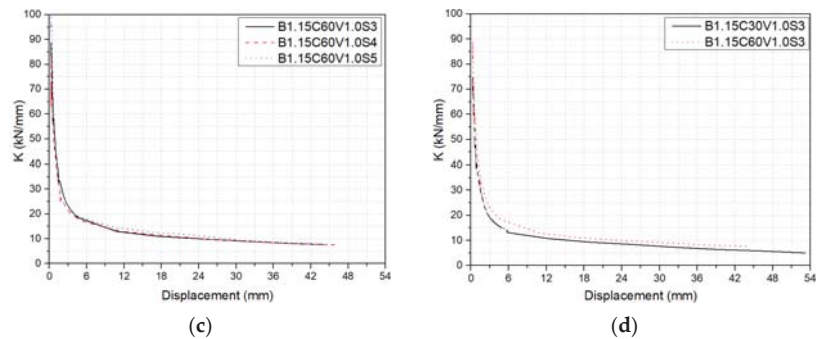 100
90
80
70
60
50
40
30
20
10
0
K (kN/mm)
B1.15C60V1.0S3
B1.15C60V1.0S4
B1.15C60V1.0S5
0 6 12 18 24 30 36 42 48 54
Displacement (mm)
(c)
100
90
80
70
60
50
40
30
20
10
0
K (kN/mm)
B1.15C30V1.0S3
B1.15C60V1.0S3
0 6 12 18 24 30 36 42 48 54
Displacement (mm)
(d)